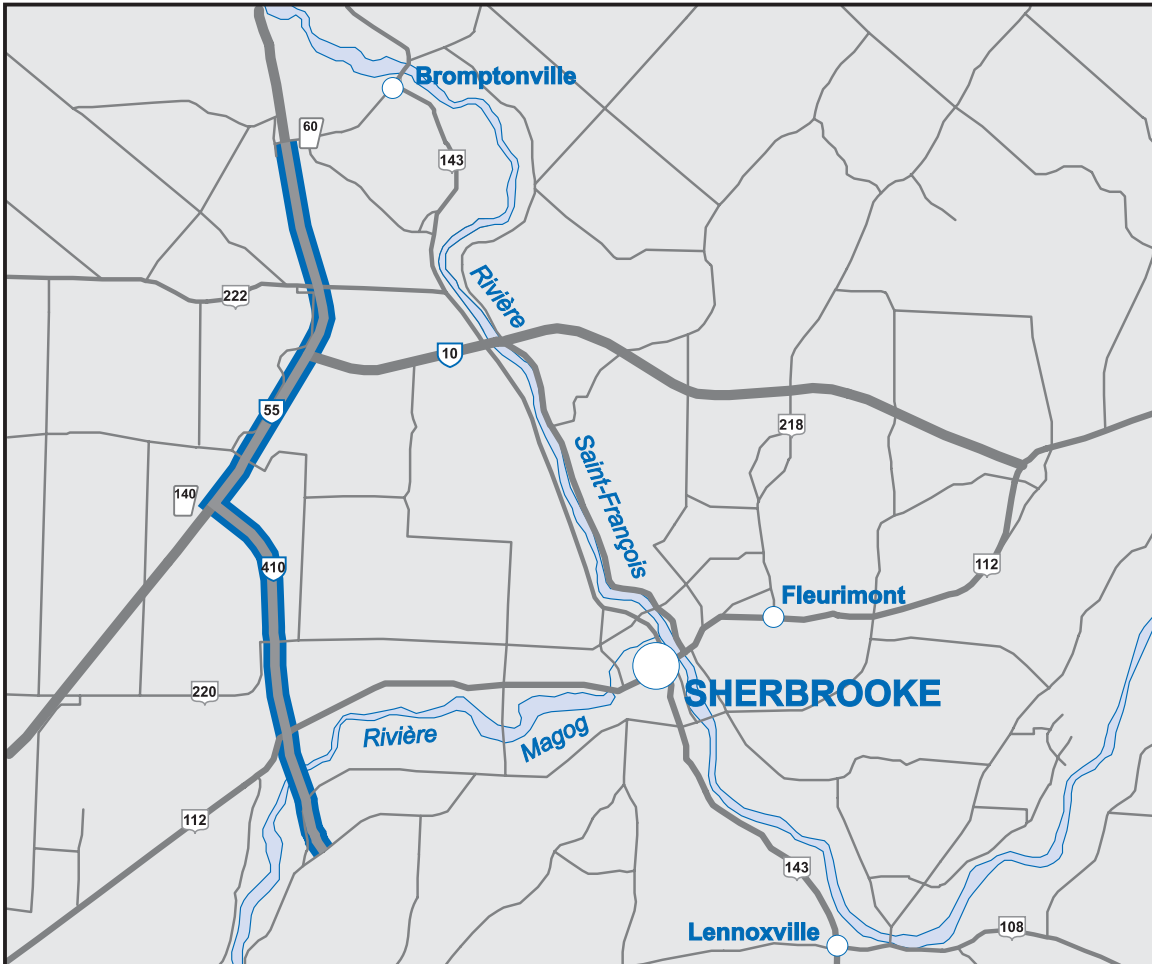 Bromptonville
60
143
Rivière
222
10
55
218
Saint-François
140
410
112
Fleurimont
220
SHERBROOKE
Rivière
Magog
112
143
Lennoxville
108